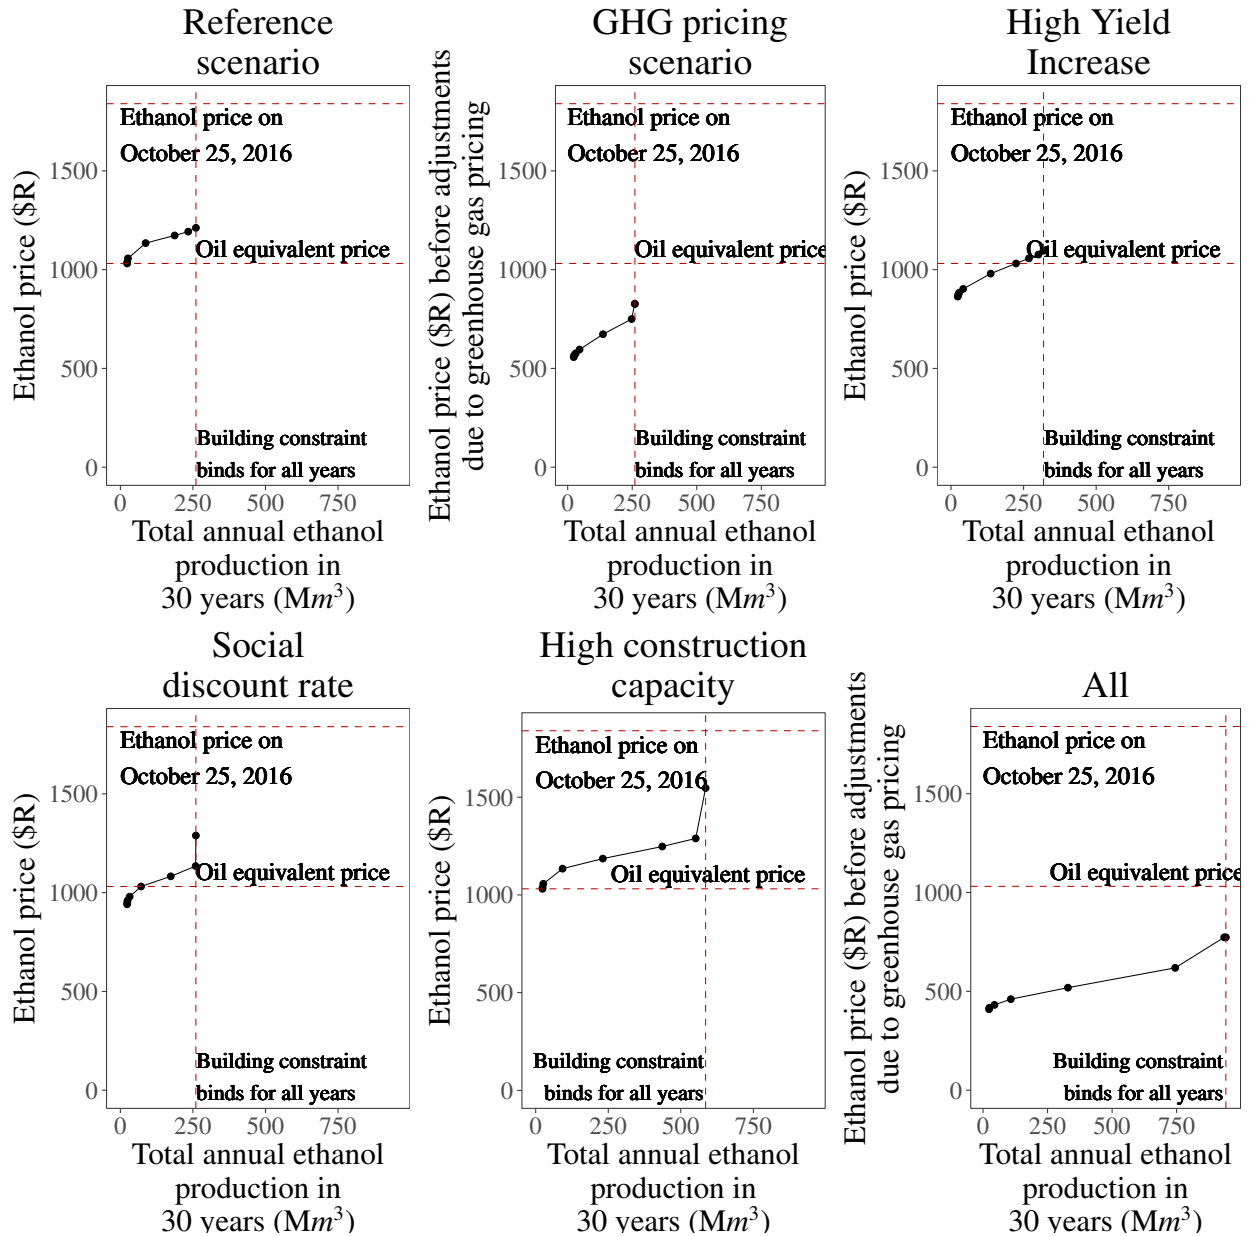 Reference
scenario
Ethanol price ($R)
1500
1000
500
0
Ethanol price on
October 25, 2016
Oil equivalent price
Building constraint
binds for all years
0
250
500
750
Total annual ethanol
production in
30 years (Mm³)
GHG pricing
scenario
Ethanol price ($R) before adjustments
due to greenhouse gas pricing
1500
1000
500
0
Ethanol price on
October 25, 2016
Oil equivalent price
Building constraint
binds for all years
0
250
500
750
Total annual ethanol
production in
30 years (Mm³)
High Yield
Increase
Ethanol price ($R)
1500
1000
500
0
Ethanol price on
October 25, 2016
Oil equivalent price
Building constraint
binds for all years
0
250
500
750
Total annual ethanol
production in
30 years (Mm³)
Social
discount rate
Ethanol price ($R)
1500
1000
500
0
Ethanol price on
October 25, 2016
Oil equivalent price
Building constraint
binds for all years
0
250
500
750
Total annual ethanol
production in
30 years (Mm³)
High construction
capacity
Ethanol price ($R)
1500
1000
500
0
Ethanol price on
October 25, 2016
Oil equivalent price
Building constraint
binds for all years
0
250
500
750
Total annual ethanol
production in
30 years (Mm³)
All
Ethanol price ($R) before adjustments
due to greenhouse gas pricing
1500
1000
500
0
Ethanol price on
October 25, 2016
Oil equivalent price
Building constraint
binds for all years
0
250
500
750
Total annual ethanol
production in
30 years (Mm³)